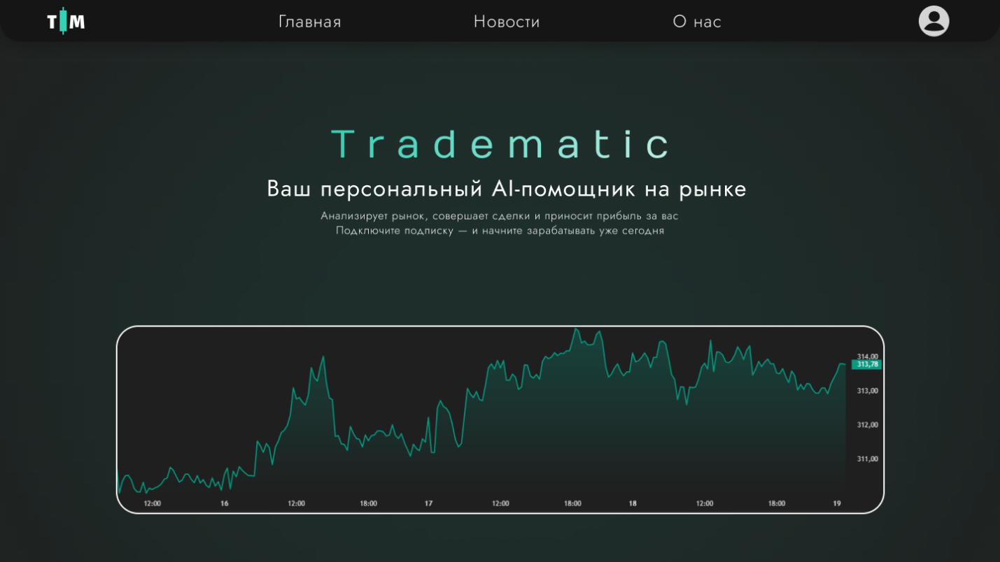 TM
Главная
Новости
О нас
Tradematic
Ваш персональный AI-помощник на рынке
Анализирует рынок, совершает сделки и приносит прибыль за вас
Подключите подписку — и начните зарабатывать уже сегодня
314,00
313,78
313,00
312,00
311,00
12:00 16 12:00 18:00 17 12:00 18:00 18 12:00 18:00 19